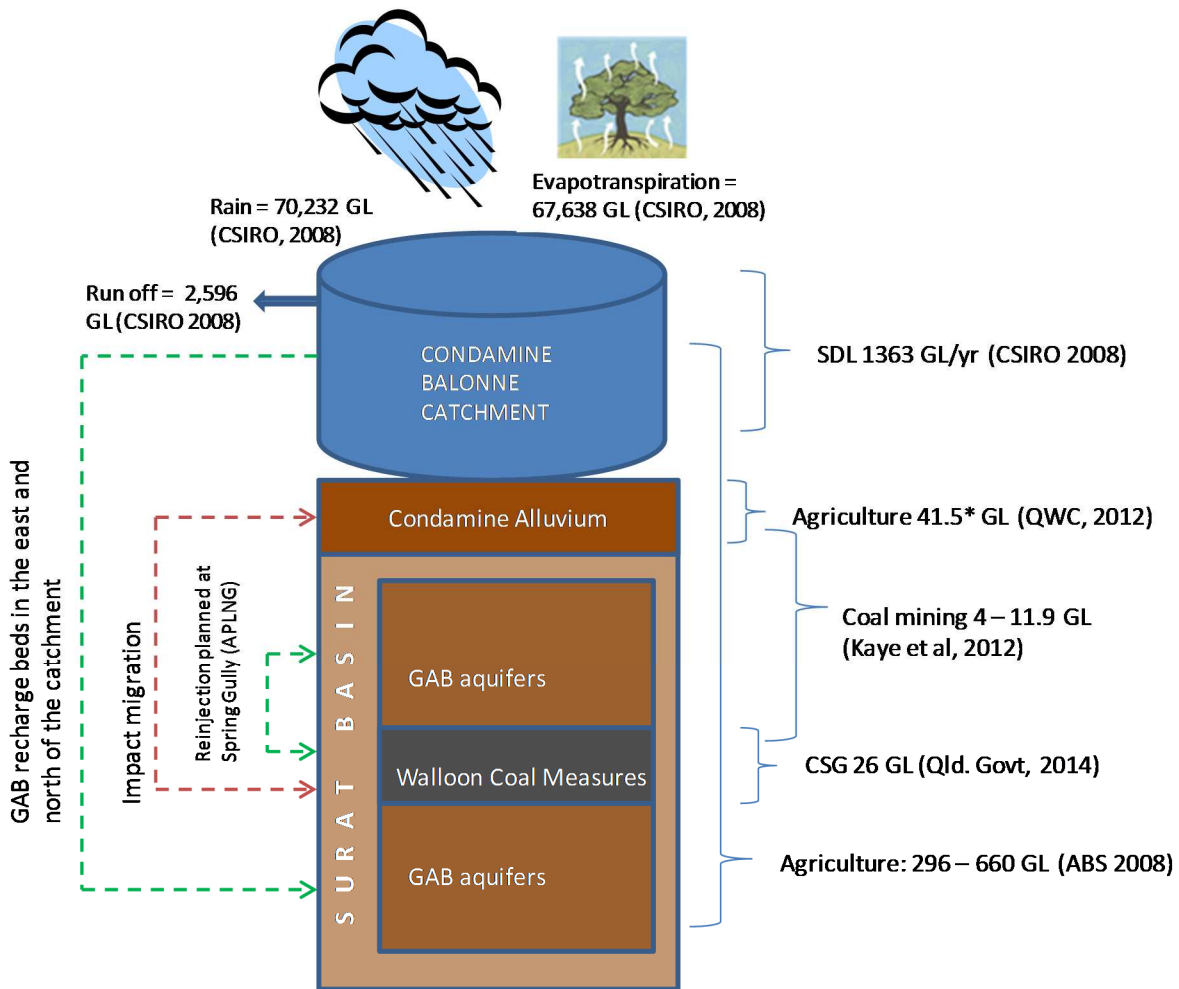 Rain = 70,232 GL
(CSIRO, 2008)
Evapotranspiration =
67,638 GL (CSIRO, 2008)
Run off = 2,596
GL (CSIRO 2008)
CONDAMINE
BALONNE
CATCHMENT
SDL 1363 GL/yr (CSIRO 2008)
Condamine Alluvium
Agriculture 41.5* GL (QWC, 2012)
Coal mining 4 – 11.9 GL
(Kaye et al, 2012)
GAB aquifers
Walloon Coal Measures
CSG 26 GL (Qld. Govt, 2014)
GAB aquifers
Agriculture: 296 – 660 GL (ABS 2008)
SURAT BASIN
GAB recharge beds in the east and
north of the catchment
Impact migration
Reinjection planned at
Spring Gully (APLNG)